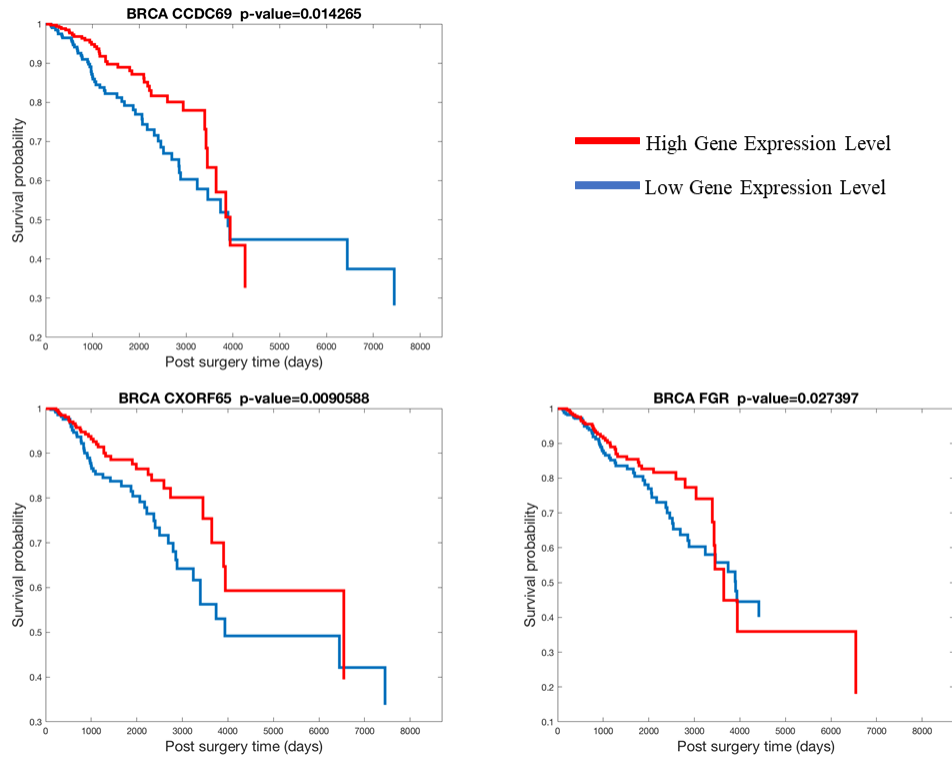 BRCA CCDC69 p-value=0.014265
1
0.9
0.8
0.7
0.6
0.5
0.4
0.3
0.2
Survival probability
0 1000 2000 3000 4000 5000 6000 7000 8000
Post surgery time (days)
High Gene Expression Level
Low Gene Expression Level
BRCA CXORF65 p-value=0.0090588
1
0.9
0.8
0.7
0.6
0.5
0.4
0.3
Survival probability
0 1000 2000 3000 4000 5000 6000 7000 8000
Post surgery time (days)
BRCA FGR p-value=0.027397
1
0.9
0.8
0.7
0.6
0.5
0.4
0.3
0.2
0.1
Survival probability
0 1000 2000 3000 4000 5000 6000 7000 8000
Post surgery time (days)